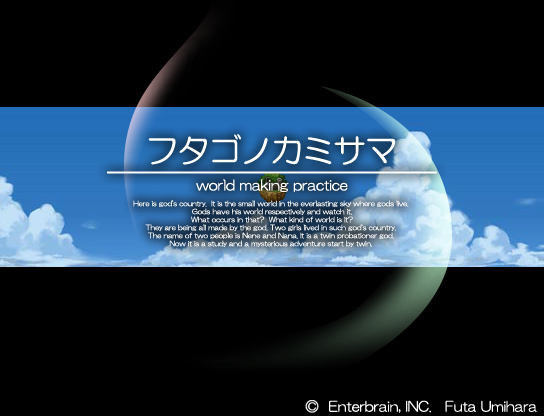 フタゴノカミサマ
world making practice
Here is god's country. It is the small world in the everlasting sky where gods live.
Gods have his world respectively and watch it.
What occurs in that? What kind of world is it?
They are being all made by the god. Two girls lived in such god's country.
The name of two people is Nene and Nana. It is a twin probationer god.
Now it is a study and a mysterious adventure start by twin.
© Enterbrain, INC. Futa Umihara